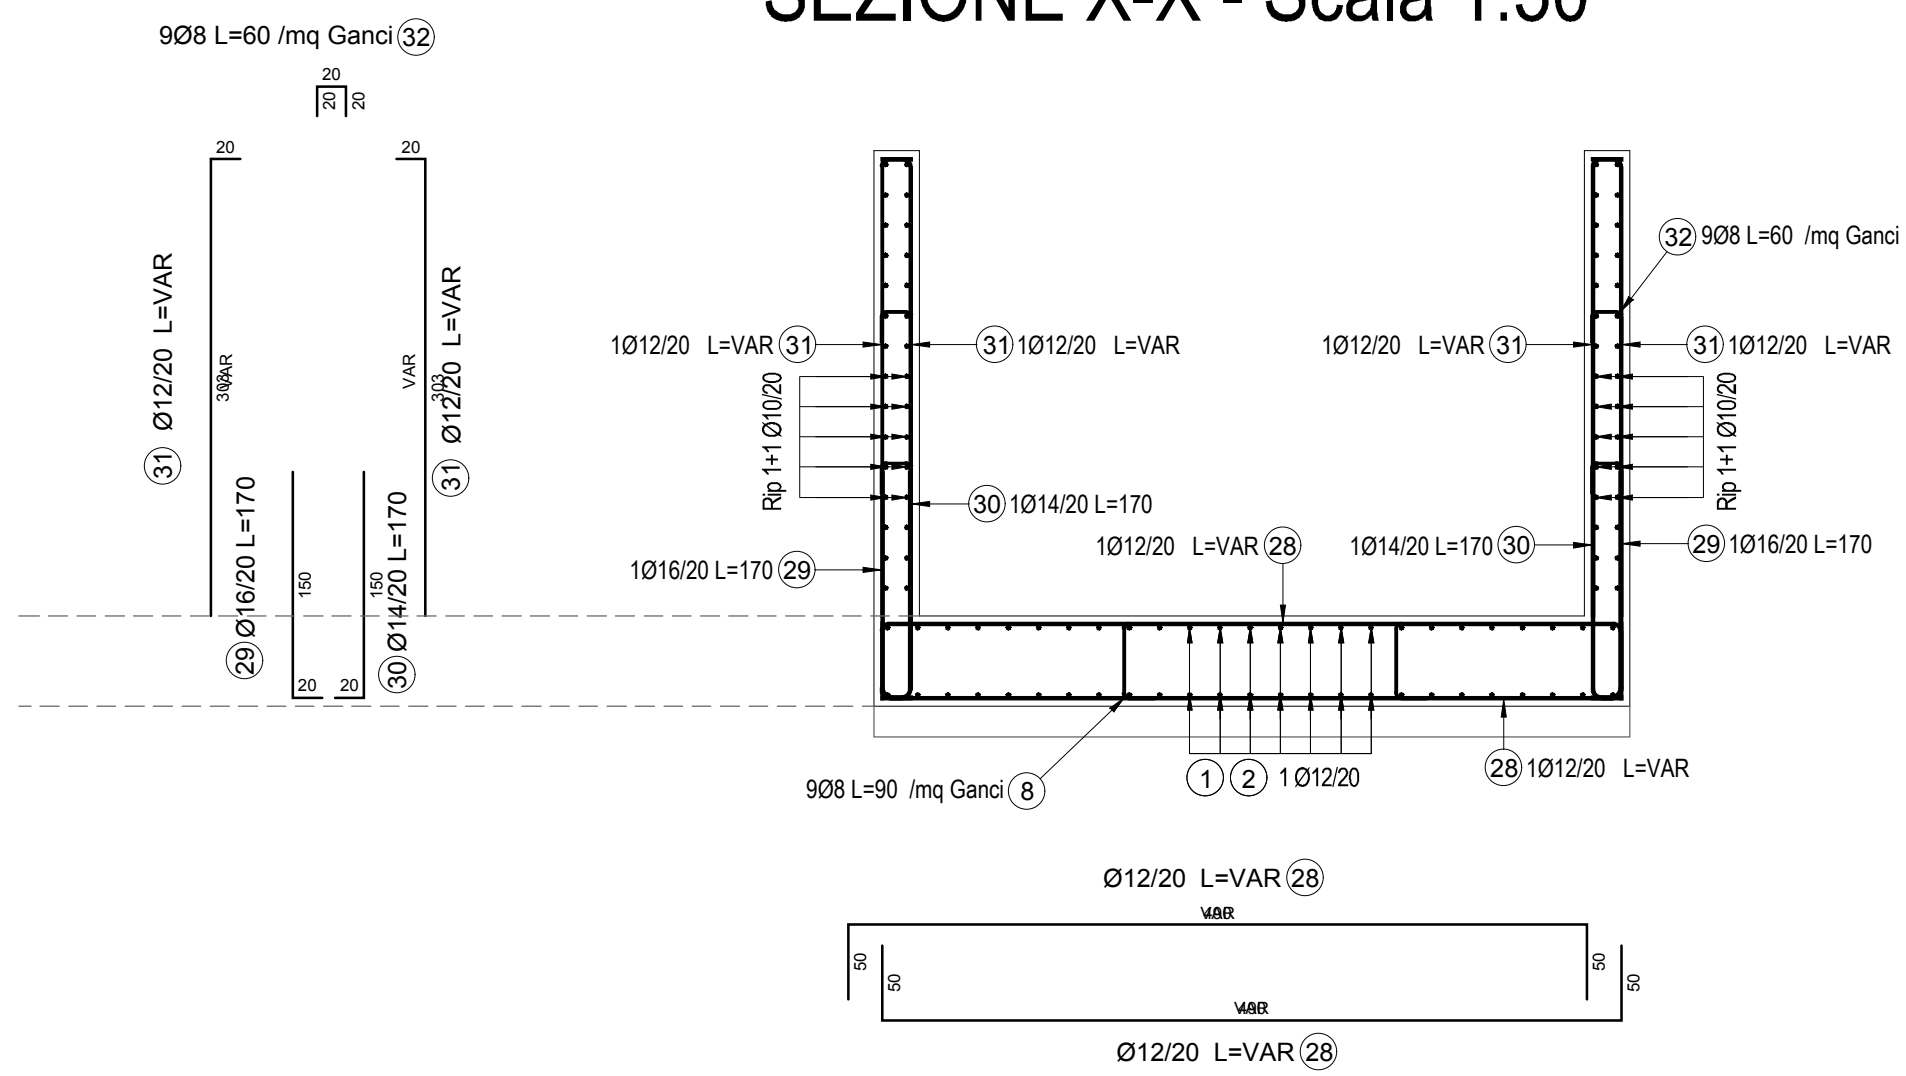 SEZIONE X-X - Scala 1:50
9Ø8 L=60 /mq Ganci 32
20
20
20
20
20
31 Ø12/20 L=VAR
VAR
VAR
303
31 Ø12/20 L=VAR
29 Ø16/20 L=170
150
20
20
150
30 Ø14/20 L=170
32 9Ø8 L=60 /mq Ganci
1Ø12/20 L=VAR 31
31 1Ø12/20 L=VAR
1Ø12/20 L=VAR 31
31 1Ø12/20 L=VAR
Rip 1+1 Ø10/20
Rip 1+1 Ø10/20
30 1Ø14/20 L=170
1Ø12/20 L=VAR 28
1Ø14/20 L=170 30
29 1Ø16/20 L=170
1Ø16/20 L=170 29
9Ø8 L=90 /mq Ganci 8
1 2 1 Ø12/20
28 1Ø12/20 L=VAR
Ø12/20 L=VAR 28
VAR
50
50
50
50
VAR
Ø12/20 L=VAR 28